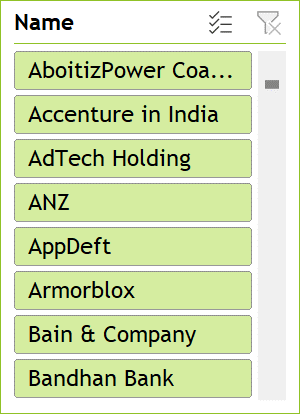 Name
AboitizPower Coa...
Accenture in India
AdTech Holding
ANZ
AppDeft
Armorblox
Bain & Company
Bandhan Bank